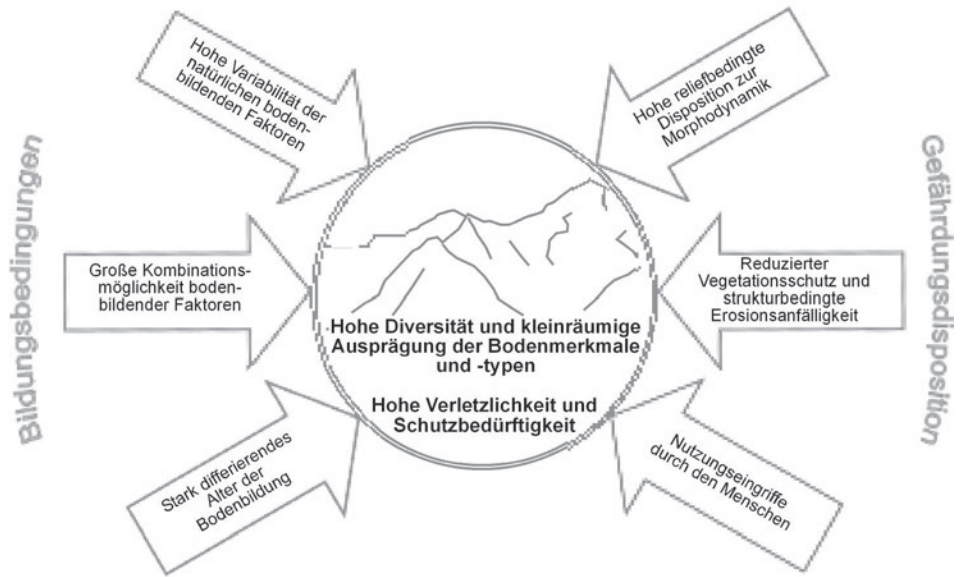 Bildungsbedingungen
Hohe Variabilität der
natürlichen boden-
bildenden Faktoren
Große Kombinations-
möglichkeit boden-
bildender Faktoren
Stark differierendes
Alter der
Bodenbildung
Hohe Diversität und kleinräumige
Ausprägung der Bodenmerkmale
und -typen
Hohe Verletzlichkeit und
Schutzbedürftigkeit
Hohe reliefbedingte
Disposition zur
Morphodynamik
Reduzierter
Vegetationsschutz und
strukturbedingte
Erosionsanfälligkeit
Nutzungseingriffe
durch den Menschen
Gefährdungsdisposition